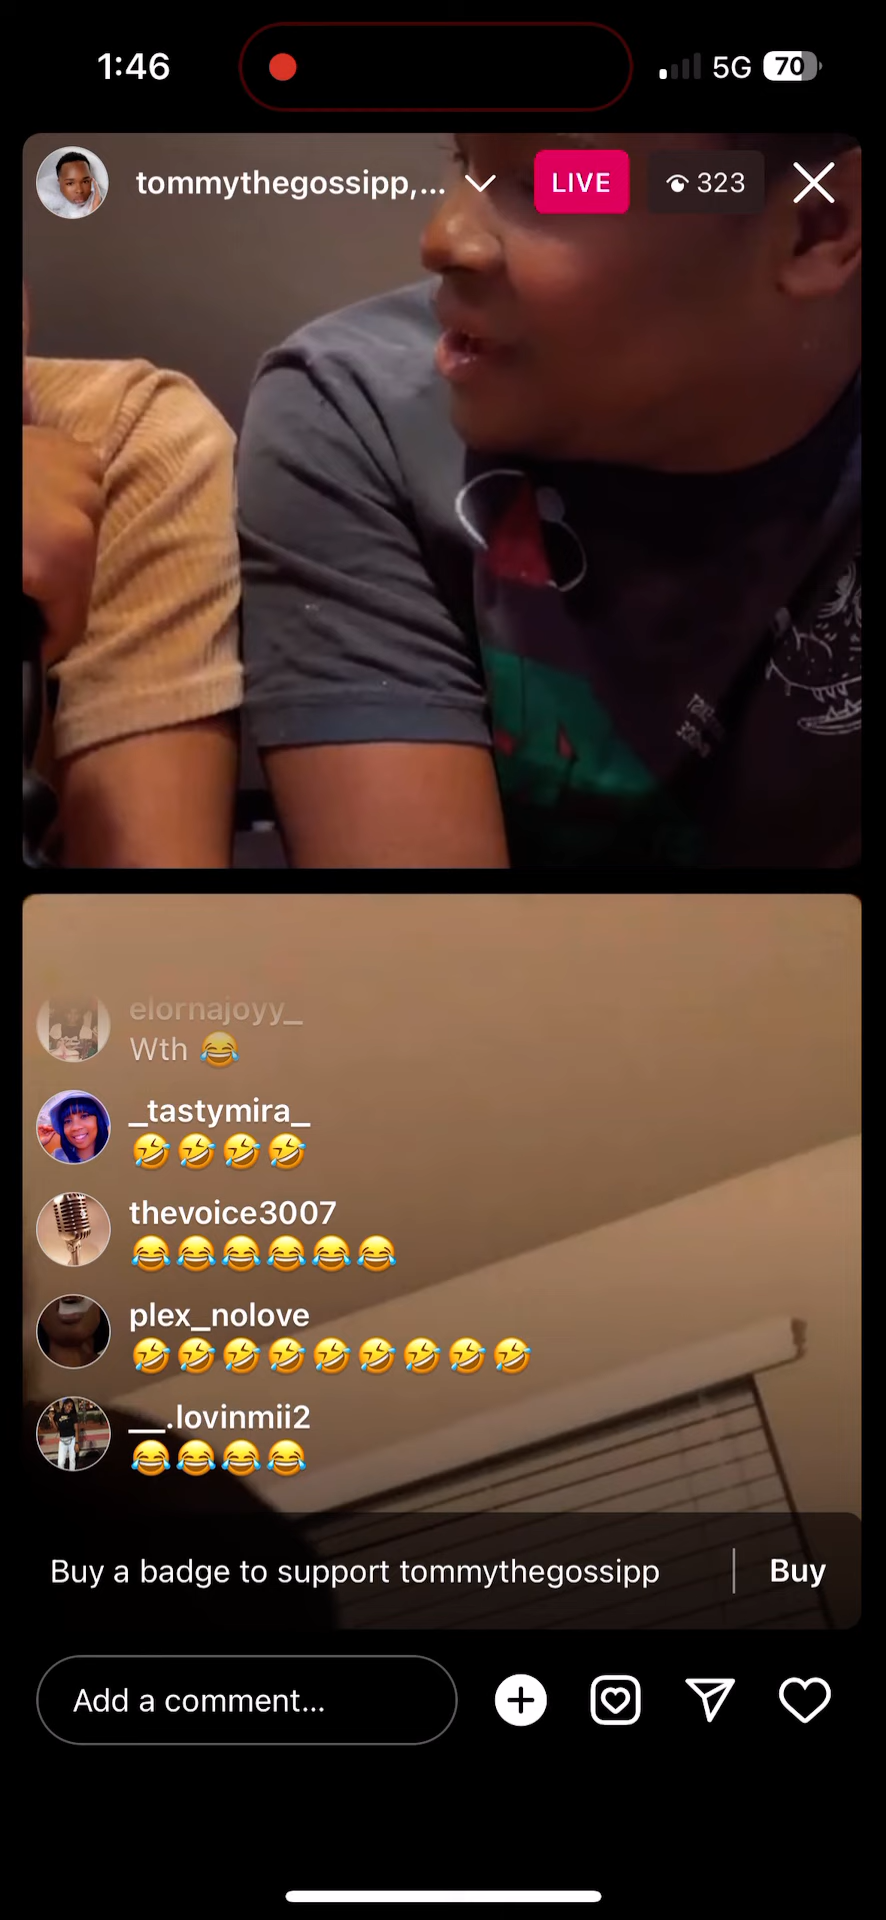 1:46
5G
70
tommythegossipp,...
LIVE
323
elornajoyy_
Wth 😂
_tastymira_
🤣🤣🤣🤣
thevoice3007
😂😂😂😂😂😂
plex_nolove
🤣🤣🤣🤣🤣🤣🤣🤣🤣
__.lovinmii2
😂😂😂😂
Buy a badge to support tommythegossipp
Buy
Add a comment...